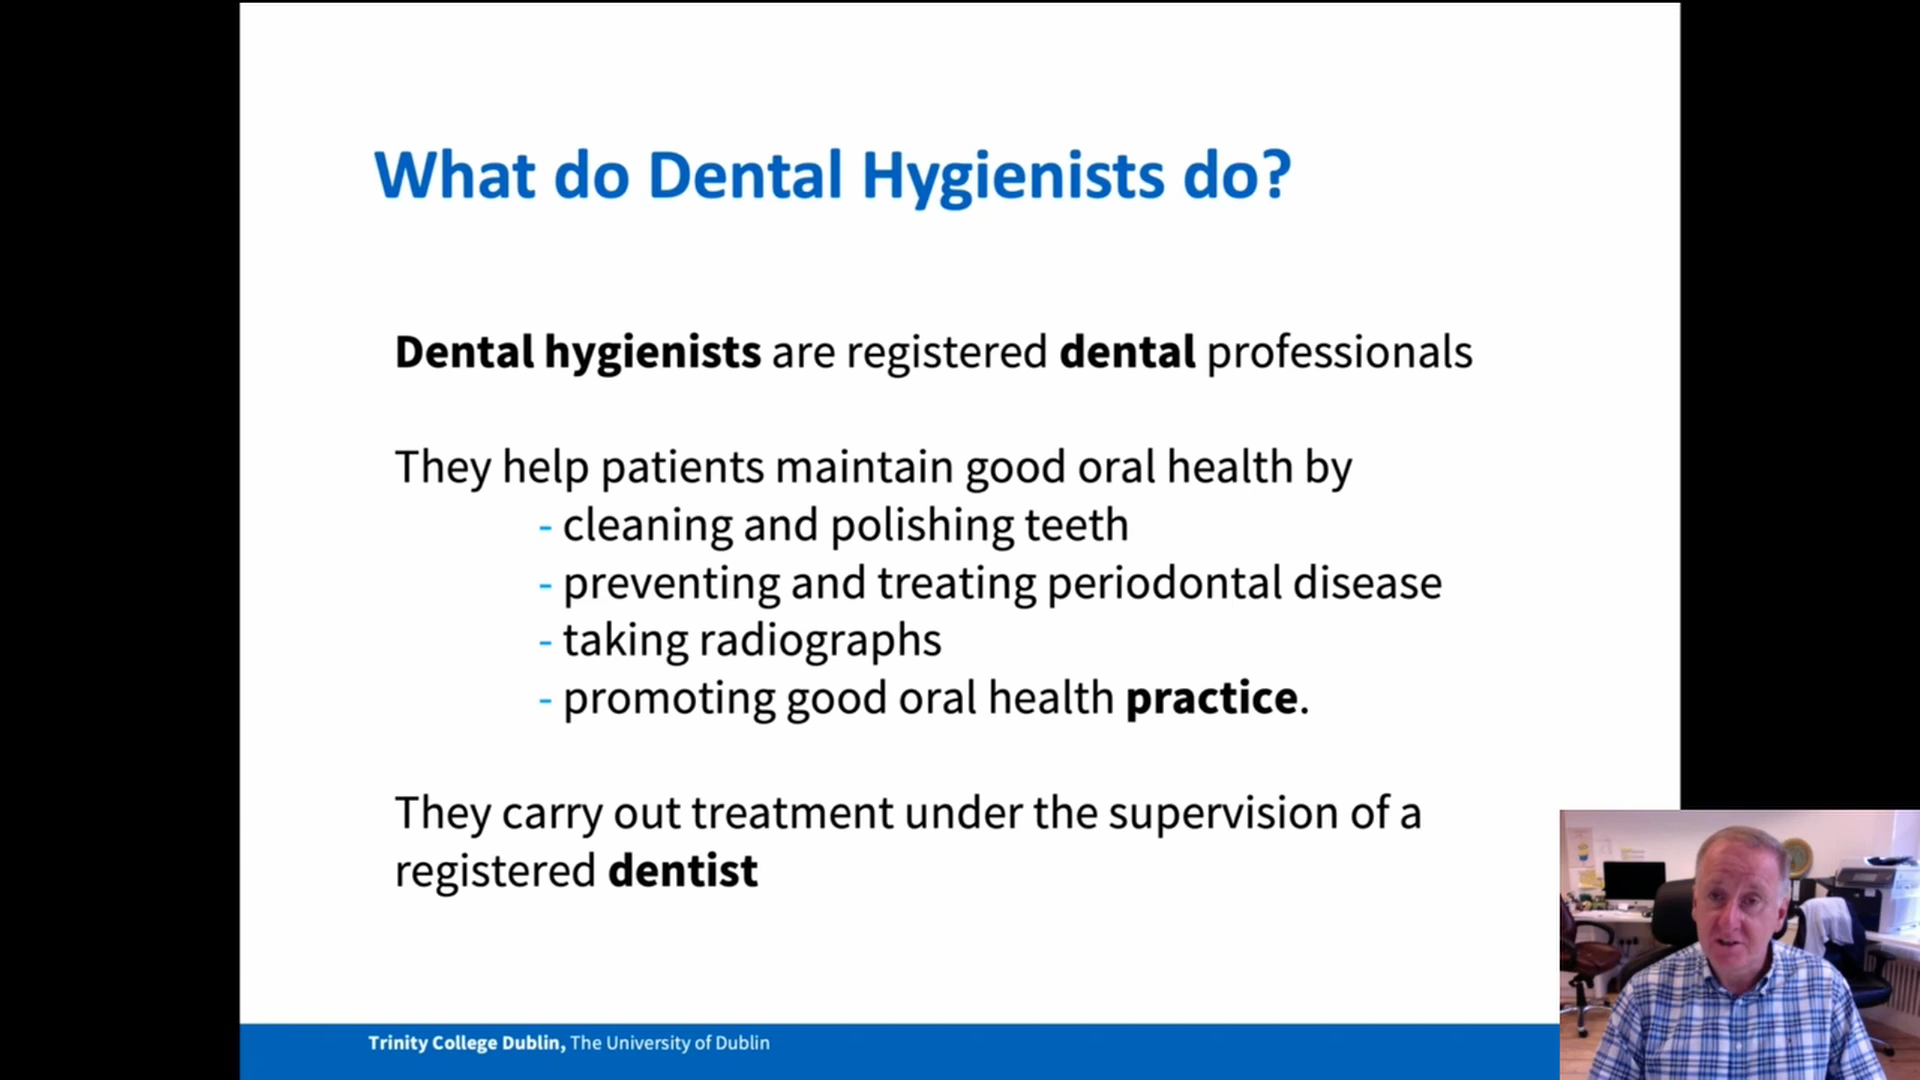 What do Dental Hygienists do?
Dental hygienists are registered dental professionals
They help patients maintain good oral health by
- cleaning and polishing teeth
- preventing and treating periodontal disease
- taking radiographs
- promoting good oral health practice.
They carry out treatment under the supervision of a
registered dentist
Trinity College Dublin, The University of Dublin